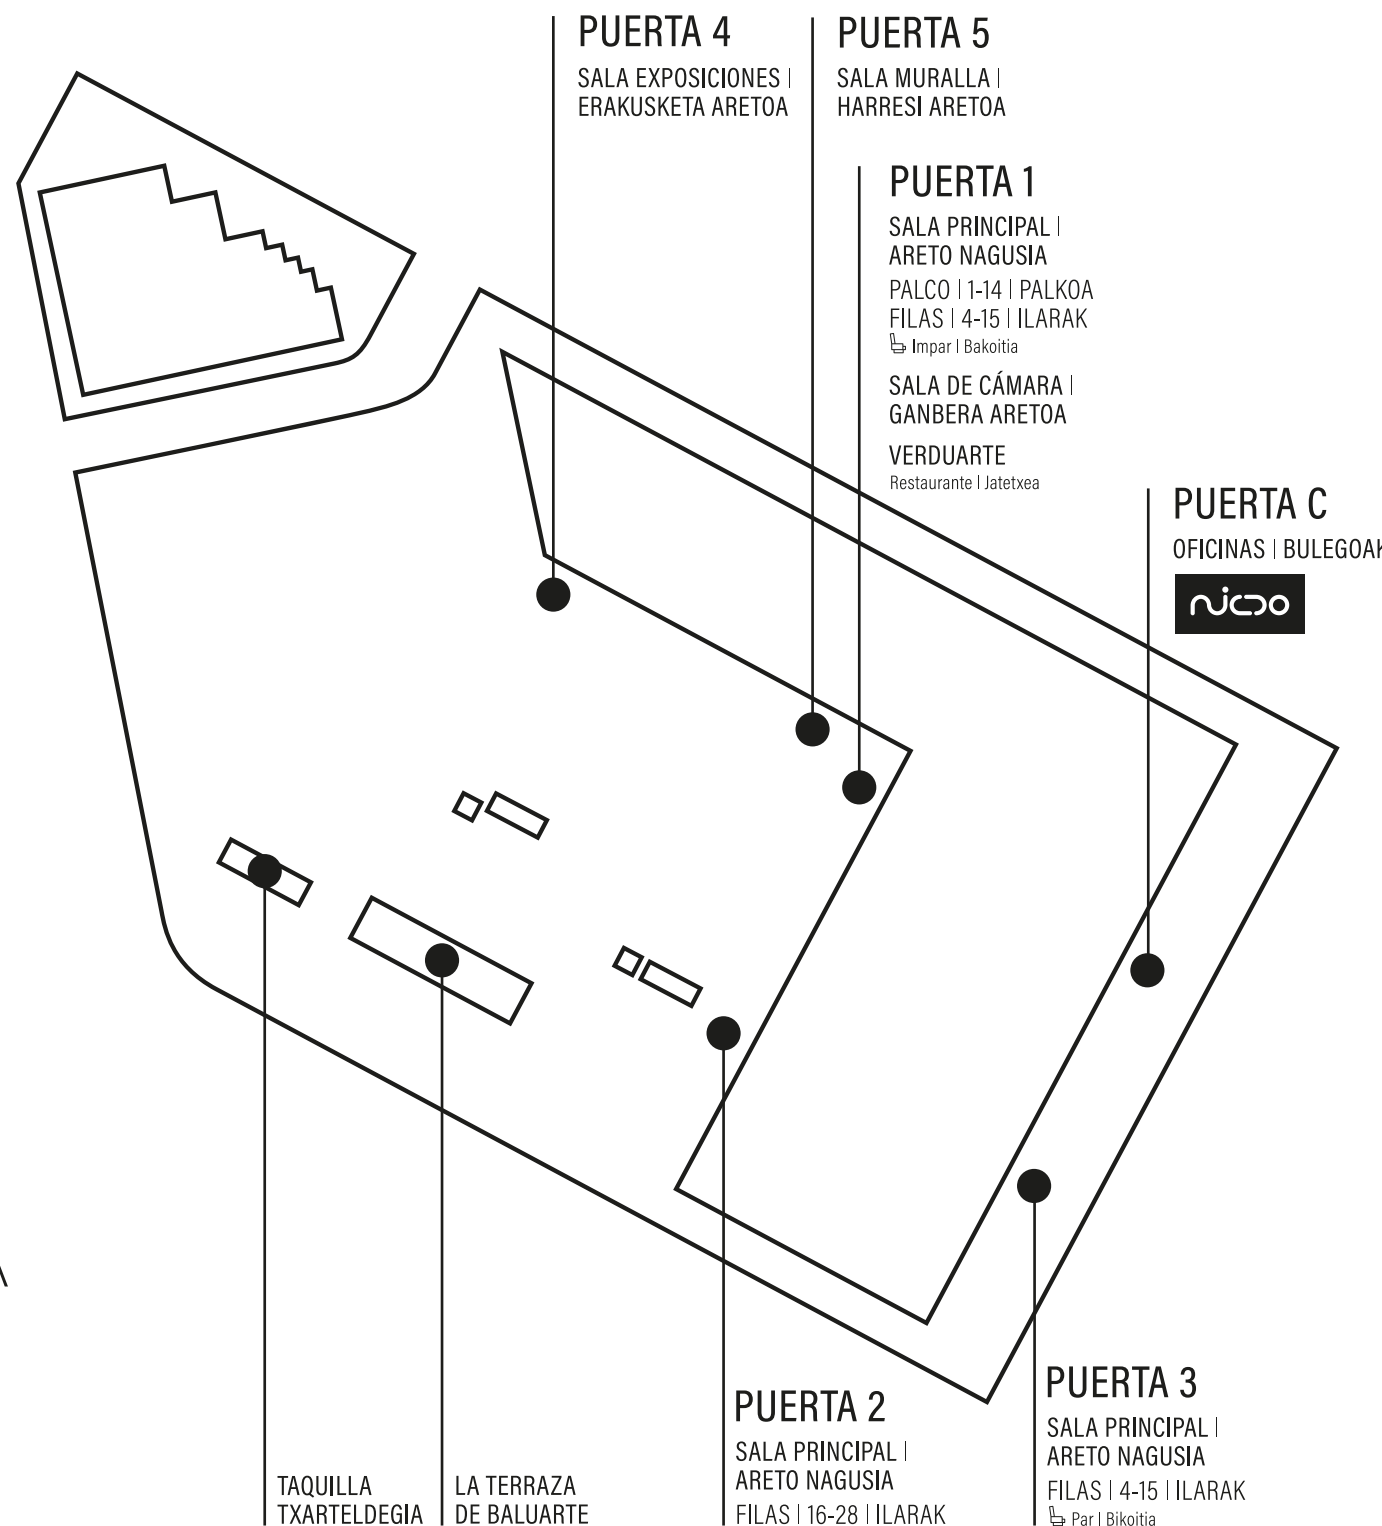 PUERTA 4
SALA EXPOSICIONES |
ERAKUSKETA ARETOA
PUERTA 5
SALA MURALLA |
HARRESI ARETOA
PUERTA 1
SALA PRINCIPAL |
ARETO NAGUSIA
PALCO | 1-14 | PALKOA
FILAS | 4-15 | ILARAK
Impar | Bakoitia
SALA DE CÁMARA |
GANBERA ARETOA
VERDUARTE
Restaurante | Jatetxea
PUERTA C
OFICINAS | BULEGOAK
nicdo
PUERTA 2
SALA PRINCIPAL |
ARETO NAGUSIA
FILAS | 16-28 | ILARAK
PUERTA 3
SALA PRINCIPAL |
ARETO NAGUSIA
FILAS | 4-15 | ILARAK
Par | Bikoitia
TAQUILLA
TXARTELDEGIA
LA TERRAZA
DE BALUARTE